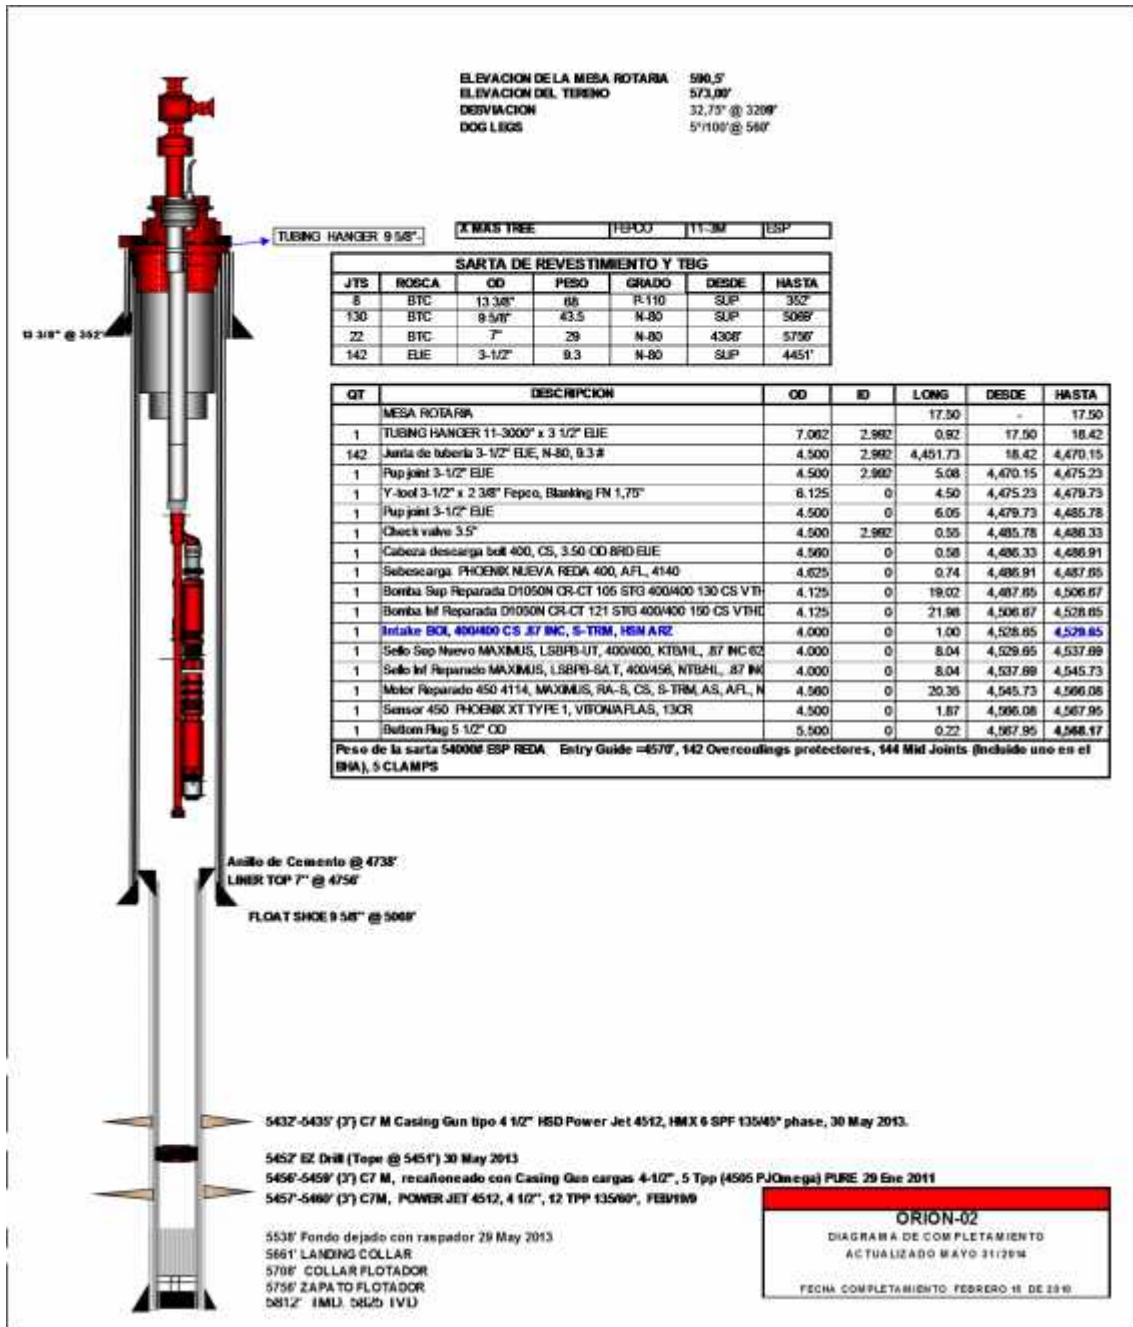 ELEVACION DE LA MESA ROTARIA 590,5'
ELEVACION DEL TERENO 573,00'
DESVIACION 32,75° @ 3209'
DOG LEGS 5°/100'@ 560'
TUBING HANGER 9 5/8"-
X MAS TREE FEPCO 11-3M ESP
SARTA DE REVESTIMIENTO Y TBG
JTS ROSCA OD PESO GRADO DESDE HASTA
8 BTC 13 3/8" 68 P-110 SUP 352'
130 BTC 9-5/8" 43.5 N-80 SUP 5069'
22 BTC 7" 29 N-80 5756'
142 EUE 3-1/2" 9.3 N-80 SUP 4451'
13 3/8" @ 352'
QT DESCRIPCION OD ID LONG DESDE HASTA
MESA ROTARIA 17.50 - 17.50
1 TUBING HANGER 11-3000" x 3 1/2" EUE 7.062 2.992 0.92 17.50 18.42
142 Junta de tubería 3-1/2" EUE, N-80, 9.3 # 4.500 2.992 4,451.73 18.42 4,470.15
1 Pup joint 3-1/2" EUE 4.500 2.992 5.08 4,470.15 4,475.23
1 Y-tool 3-1/2" x 2 3/8" Fepco, Blanking FN 1,75" 6.125 0 4.50 4,475.23 4,479.73
1 Pup joint 3-1/2" EUE 4.500 0 6.05 4,479.73 4,485.78
1 Check valve 3.5" 4.500 2.992 0.55 4,485.78 4,486.33
1 Cabeza descarga bolt 400, CS, 3.50 OD 8RD EUE 4.560 0 0.58 4,486.33 4,486.91
1 Subescarga PHOENIX NUEVA REDA 400, AFL, 4140 4.625 0 0.74 4,486.91 4,487.65
1 Bomba Sup Reparada D1050N CR-CT 105 STG 400/400 130 CS VTH 4.125 0 19.02 4,487.65 4,506.67
1 Bomba Inf Reparada D1050N CR-CT 121 STG 400/400 150 CS VTHD 4.125 0 21.98 4,506.67 4,528.65
1 Intake BOI, 400/400 CS .87 INC, S-TRM, HSN ARZ 4.000 0 1.00 4,528.65 4,529.65
1 Sello Sup Nuevo MAXIMUS, LSBPB-UT, 400/400, KTB/HL, .87 INC 62 4.000 0 8.04 4,529.65 4,537.69
1 Sello Inf Reparado MAXIMUS, LSBPB-S/LT, 400/456, NTB/HL, .87 INC 4.000 0 8.04 4,537.69 4,545.73
1 Motor Reparado 450 4114, MAXIMUS, RA-S, CS, S-TRM, AS, AFL, N 4.560 0 20.35 4,545.73 4,566.08
1 Sensor 450 PHOENIX XT TYPE 1, VITON/AFLAS, 13CR 4.500 0 1.87 4,566.08 4,567.95
1 Buttom Plug 5 1/2" OD 5.500 0 0.22 4,567.95 4,568.17
Peso de la sarta 54000# ESP REDA Entry Guide =4570', 142 Overcoulings protectores, 144 Mid Joints (Incluido uno en el
BHA), 5 CLAMPS
Anillo de Cemento @ 4738'
LINER TOP 7" @ 4756'
FLOAT SHOE 9 5/8" @ 5069'
5432'-5435' (3') C7 M Casing Gun tipo 4 1/2" HSD Power Jet 4512, HMX 6 SPF 135/45° phase, 30 May 2013.
5452' EZ Drill (Tope @ 5451') 30 May 2013
5456'-5459' (3') C7 M, recañoneado con Casing Gun cargas 4-1/2", 5 Tpp (4505 PJOmega) PURE 29 Ene 2011
5457'-5460' (3') C7M, POWER JET 4512, 4 1/2", 12 TPP 135/60°,
5538' Fondo dejado con raspador 29 May 2013
5661' LANDING COLLAR
5708' COLLAR FLOTADOR
5756' ZAPATO FLOTADOR
5812' TMD. 5825 TVD
ORION-02
DIAGRAMA DE COMPLETAMIENTO
ACTUALIZADO MAYO 31/2014
FECHA COMPLETAMIENTO FEBRERO DE 2010